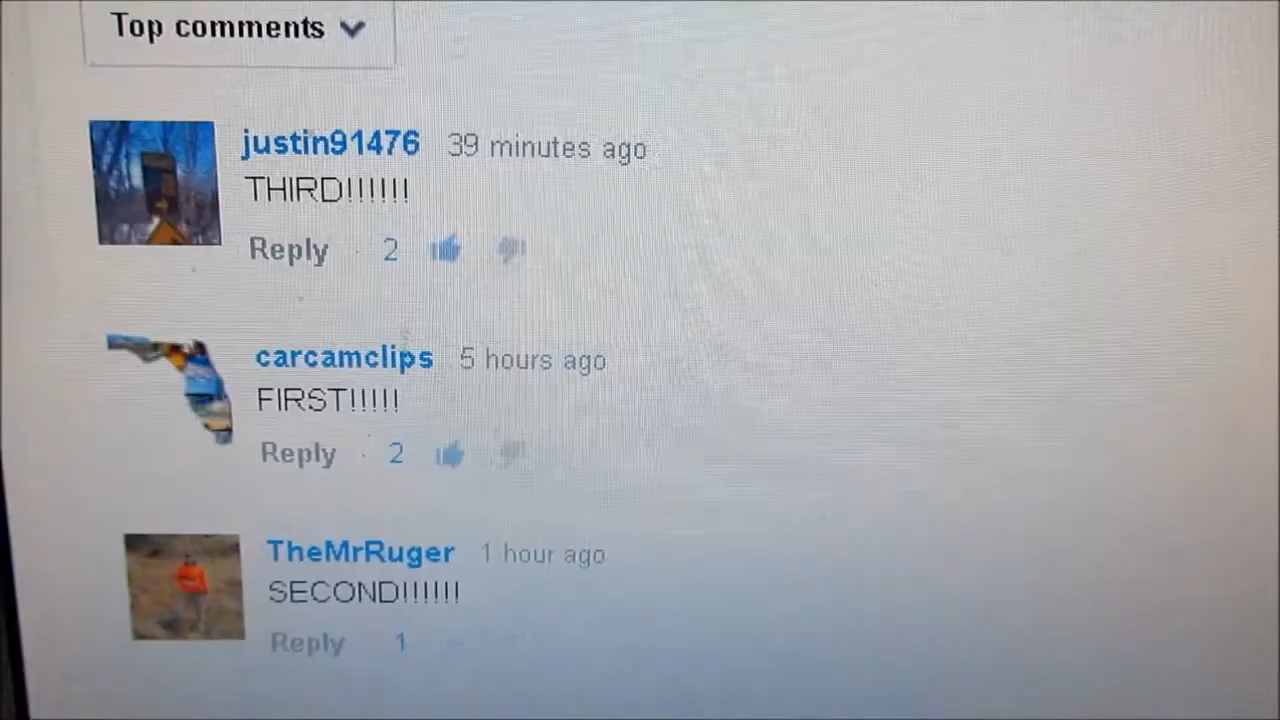 Top comments
justin91476 39 minutes ago
THIRD!!!!!!
Reply · 2
carcamclips 5 hours ago
FIRST!!!!!
Reply · 2
TheMrRuger 1 hour ago
SECOND!!!!!!
Reply 1